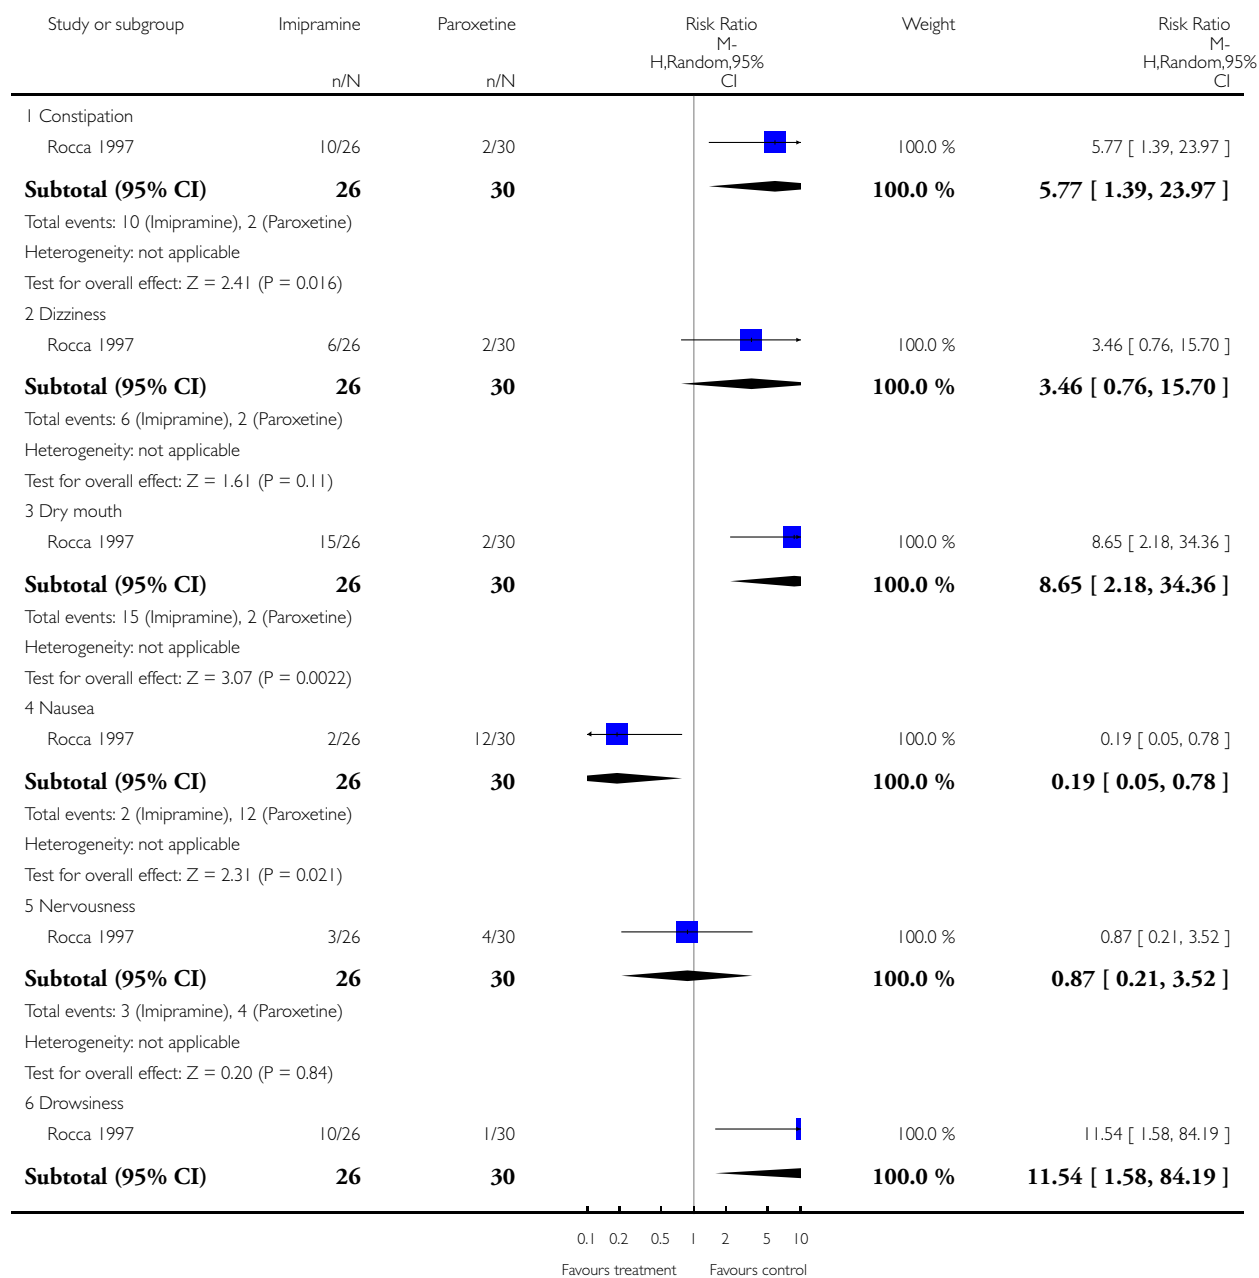 Study or subgroup Imipramine Paroxetine Risk Ratio Weight Risk Ratio
M- M-
H,Random,95% H,Random,95%
n/N n/N CI CI
1 Constipation
Rocca 1997 10/26 2/30 100.0 % 5.77 [ 1.39, 23.97 ]
Subtotal (95% CI) 26 30 100.0 % 5.77 [ 1.39, 23.97 ]
Total events: 10 (Imipramine), 2 (Paroxetine)
Heterogeneity: not applicable
Test for overall effect: Z = 2.41 (P = 0.016)
2 Dizziness
Rocca 1997 6/26 2/30 100.0 % 3.46 [ 0.76, 15.70 ]
Subtotal (95% CI) 26 30 100.0 % 3.46 [ 0.76, 15.70 ]
Total events: 6 (Imipramine), 2 (Paroxetine)
Heterogeneity: not applicable
Test for overall effect: Z = 1.61 (P = 0.11)
3 Dry mouth
Rocca 1997 15/26 2/30 100.0 % 8.65 [ 2.18, 34.36 ]
Subtotal (95% CI) 26 30 100.0 % 8.65 [ 2.18, 34.36 ]
Total events: 15 (Imipramine), 2 (Paroxetine)
Heterogeneity: not applicable
Test for overall effect: Z = 3.07 (P = 0.0022)
4 Nausea
Rocca 1997 2/26 12/30 100.0 % 0.19 [ 0.05, 0.78 ]
Subtotal (95% CI) 26 30 100.0 % 0.19 [ 0.05, 0.78 ]
Total events: 2 (Imipramine), 12 (Paroxetine)
Heterogeneity: not applicable
Test for overall effect: Z = 2.31 (P = 0.021)
5 Nervousness
Rocca 1997 3/26 4/30 100.0 % 0.87 [ 0.21, 3.52 ]
Subtotal (95% CI) 26 30 100.0 % 0.87 [ 0.21, 3.52 ]
Total events: 3 (Imipramine), 4 (Paroxetine)
Heterogeneity: not applicable
Test for overall effect: Z = 0.20 (P = 0.84)
6 Drowsiness
Rocca 1997 10/26 1/30 100.0 % 11.54 [ 1.58, 84.19 ]
Subtotal (95% CI) 26 30 100.0 % 11.54 [ 1.58, 84.19 ]
0.1 0.2 0.5 1 2 5 10
Favours treatment Favours control